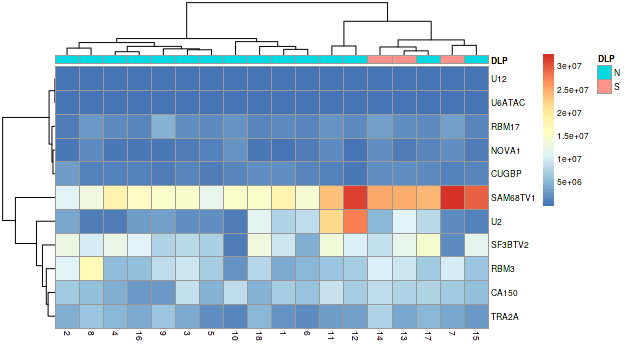 DLP
U12
U6ATAC
RBM17
NOVA1
CUGBP
SAM68TV1
U2
SF3BTV2
RBM3
CA150
TRA2A
2 8 4 16 9 3 5 10 18 1 6 11 12 14 13 17 7 15
3e+07
2.5e+07
2e+07
1.5e+07
1e+07
5e+06
DLP
N
S